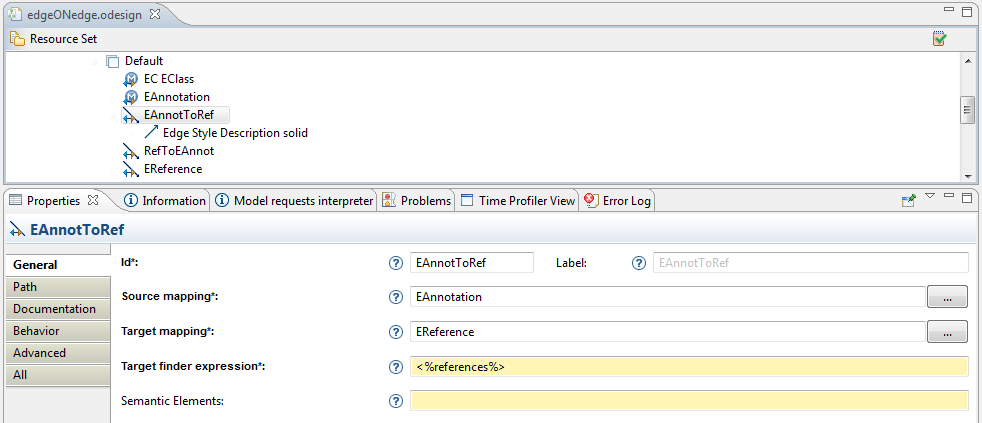 edgeONedge.odesign
Resource Set
Default
EC EClass
EAnnotation
EAnnotToRef
Edge Style Description solid
RefToEAnnot
EReference
Properties Information Model requests interpreter Problems Time Profiler View Error Log
EAnnotToRef
General
Path
Documentation
Behavior
Advanced
All
Id*: ? EAnnotToRef Label: ? EAnnotToRef
Source mapping*: ? EAnnotation ...
Target mapping*: ? EReference ...
Target finder expression*: ? <%references%>
Semantic Elements: ?